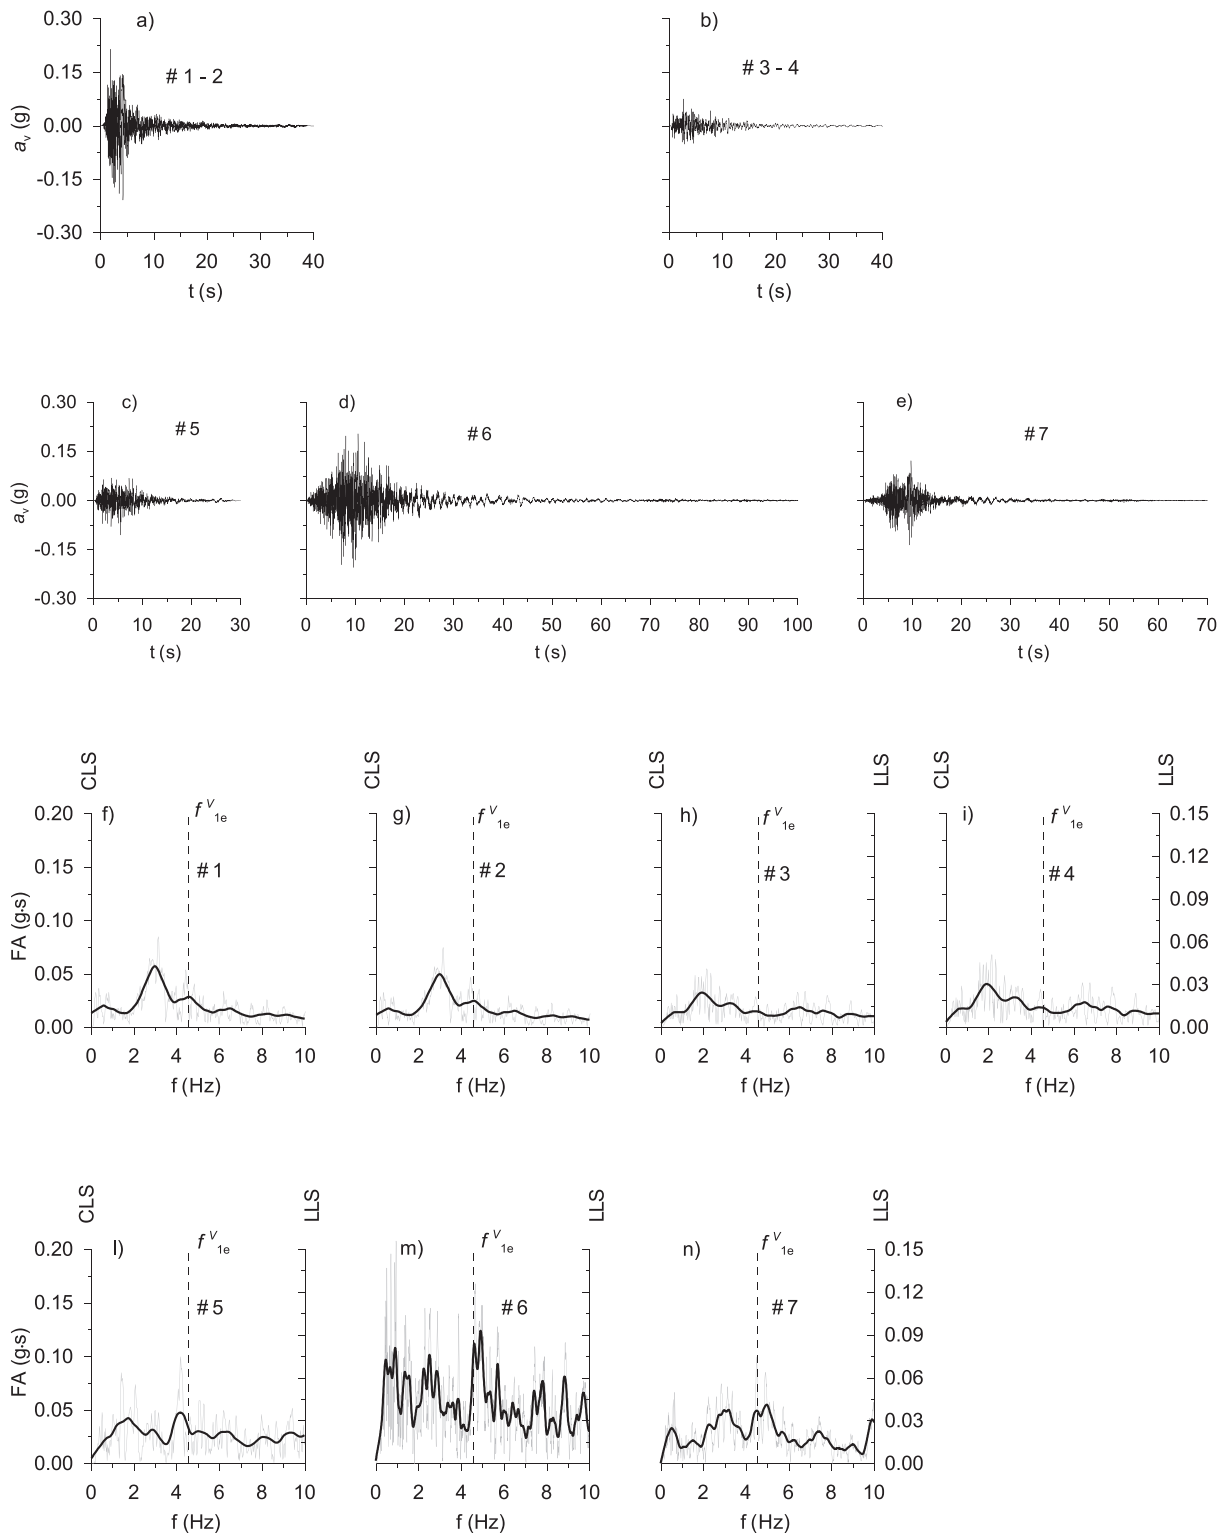 a) b)
# 1 - 2 # 3 - 4
0.30
0.15
0.00
-0.15
-0.30
a_v (g)
0 10 20 30 40 0 10 20 30 40
t (s) t (s)
c) d) e)
# 5 # 6 # 7
0.30
0.15
0.00
-0.15
-0.30
a_v (g)
0 10 20 30 0 10 20 30 40 50 60 70 80 90 100 0 10 20 30 40 50 60 70
t (s) t (s) t (s)
CLS CLS CLS LLS CLS LLS
f) g) h) i)
f^V_1e f^V_1e f^V_1e f^V_1e
# 1 # 2 # 3 # 4
0.20 0.15
0.15 0.12
0.09
0.10 0.06
0.05 0.03
0.00 0.00
FA (g·s)
0 2 4 6 8 10 0 2 4 6 8 10 0 2 4 6 8 10 0 2 4 6 8 10
f (Hz) f (Hz) f (Hz) f (Hz)
CLS LLS LLS LLS
l) m) n)
f^V_1e f^V_1e f^V_1e
# 5 # 6 # 7
0.20 0.15
0.15 0.12
0.09
0.10 0.06
0.05 0.03
0.00 0.00
FA (g·s)
0 2 4 6 8 10 0 2 4 6 8 10 0 2 4 6 8 10
f (Hz) f (Hz) f (Hz)